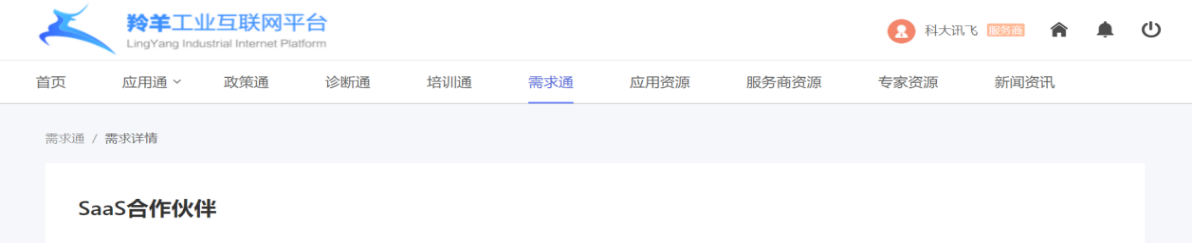 羚羊工业互联网平台
LingYang Industrial Internet Platform
科大讯飞 服务商
首页 应用通 政策通 诊断通 培训通 需求通 应用资源 服务商资源 专家资源 新闻资讯
需求通 / 需求详情
SaaS合作伙伴